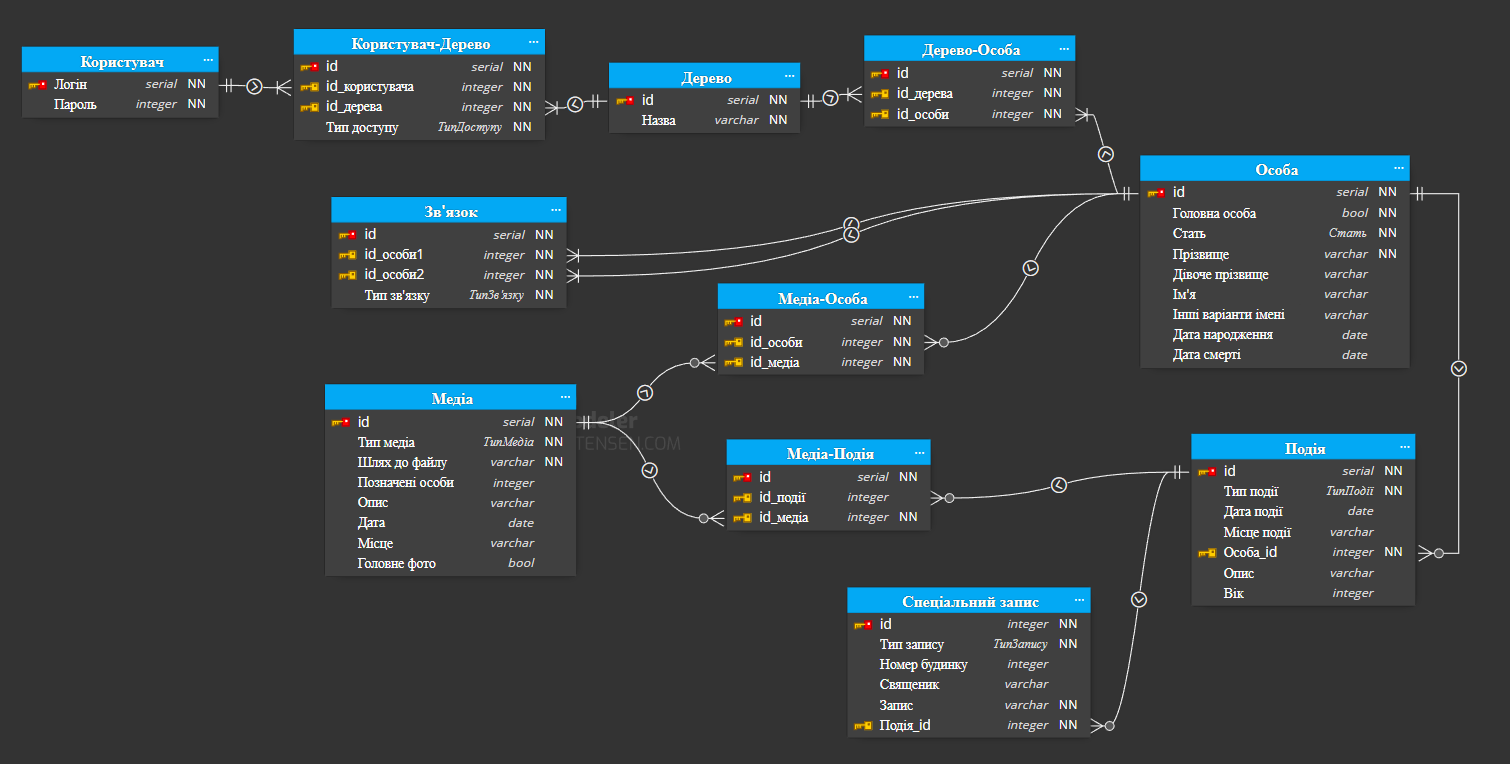 Користувач ...
Логін serial NN
Пароль integer NN
Користувач-Дерево ...
id serial NN
id_користувача integer NN
id_дерева integer NN
Тип доступу ТипДоступу NN
Дерево ...
id serial NN
Назва varchar NN
Дерево-Особа ...
id serial NN
id_дерева integer NN
id_особи integer NN
Особа ...
id serial NN
Головна особа bool NN
Стать Стать NN
Прізвище varchar NN
Дівоче прізвище varchar
Ім'я varchar
Інші варіанти імені varchar
Дата народження date
Дата смерті date
Зв'язок ...
id serial NN
id_особи1 integer NN
id_особи2 integer NN
Тип зв'язку ТипЗв'язку NN
Медіа-Особа ...
id serial NN
id_особи integer NN
id_медіа integer NN
Медіа ...
id serial NN
Тип медіа ТипМедіа NN
Шлях до файлу varchar NN
Позначені особи integer
Опис varchar
Дата date
Місце varchar
Головне фото bool
Медіа-Подія ...
id serial NN
id_події integer
id_медіа integer NN
Подія ...
id serial NN
Тип події ТипПодії NN
Дата події date
Місце події varchar
Особа_id integer NN
Опис varchar
Вік integer
Спеціальний запис ...
id integer NN
Тип запису ТипЗапису NN
Номер будинку integer
Священик varchar
Запис varchar NN
Подія_id integer NN